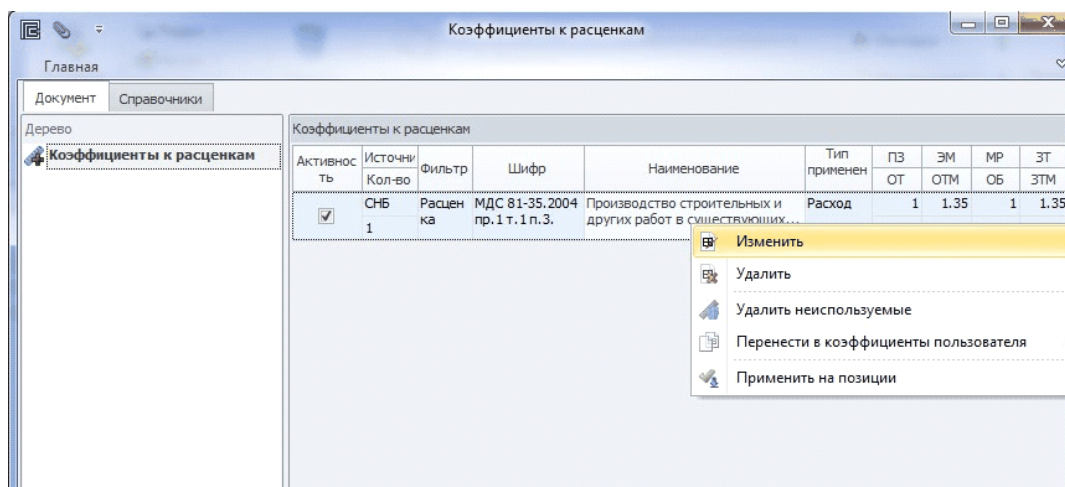 Коэффициенты к расценкам
Главная
Документ Справочники
Дерево
Коэффициенты к расценкам
Коэффициенты к расценкам
Активнос
ть
Источни
Кол-во
Фильтр
Шифр
Наименование
Тип
применен
ПЗ ЭМ МР ЗТ
ОТ ОТМ ОБ ЗТМ
СНБ
1
Расцен
ка
МДС 81-35.2004
пр.1 т.1 п.3.
Производство строительных и
других работ в существующих...
Расход
1 1.35 1 1.35
Изменить
Удалить
Удалить неиспользуемые
Перенести в коэффициенты пользователя
Применить на позиции